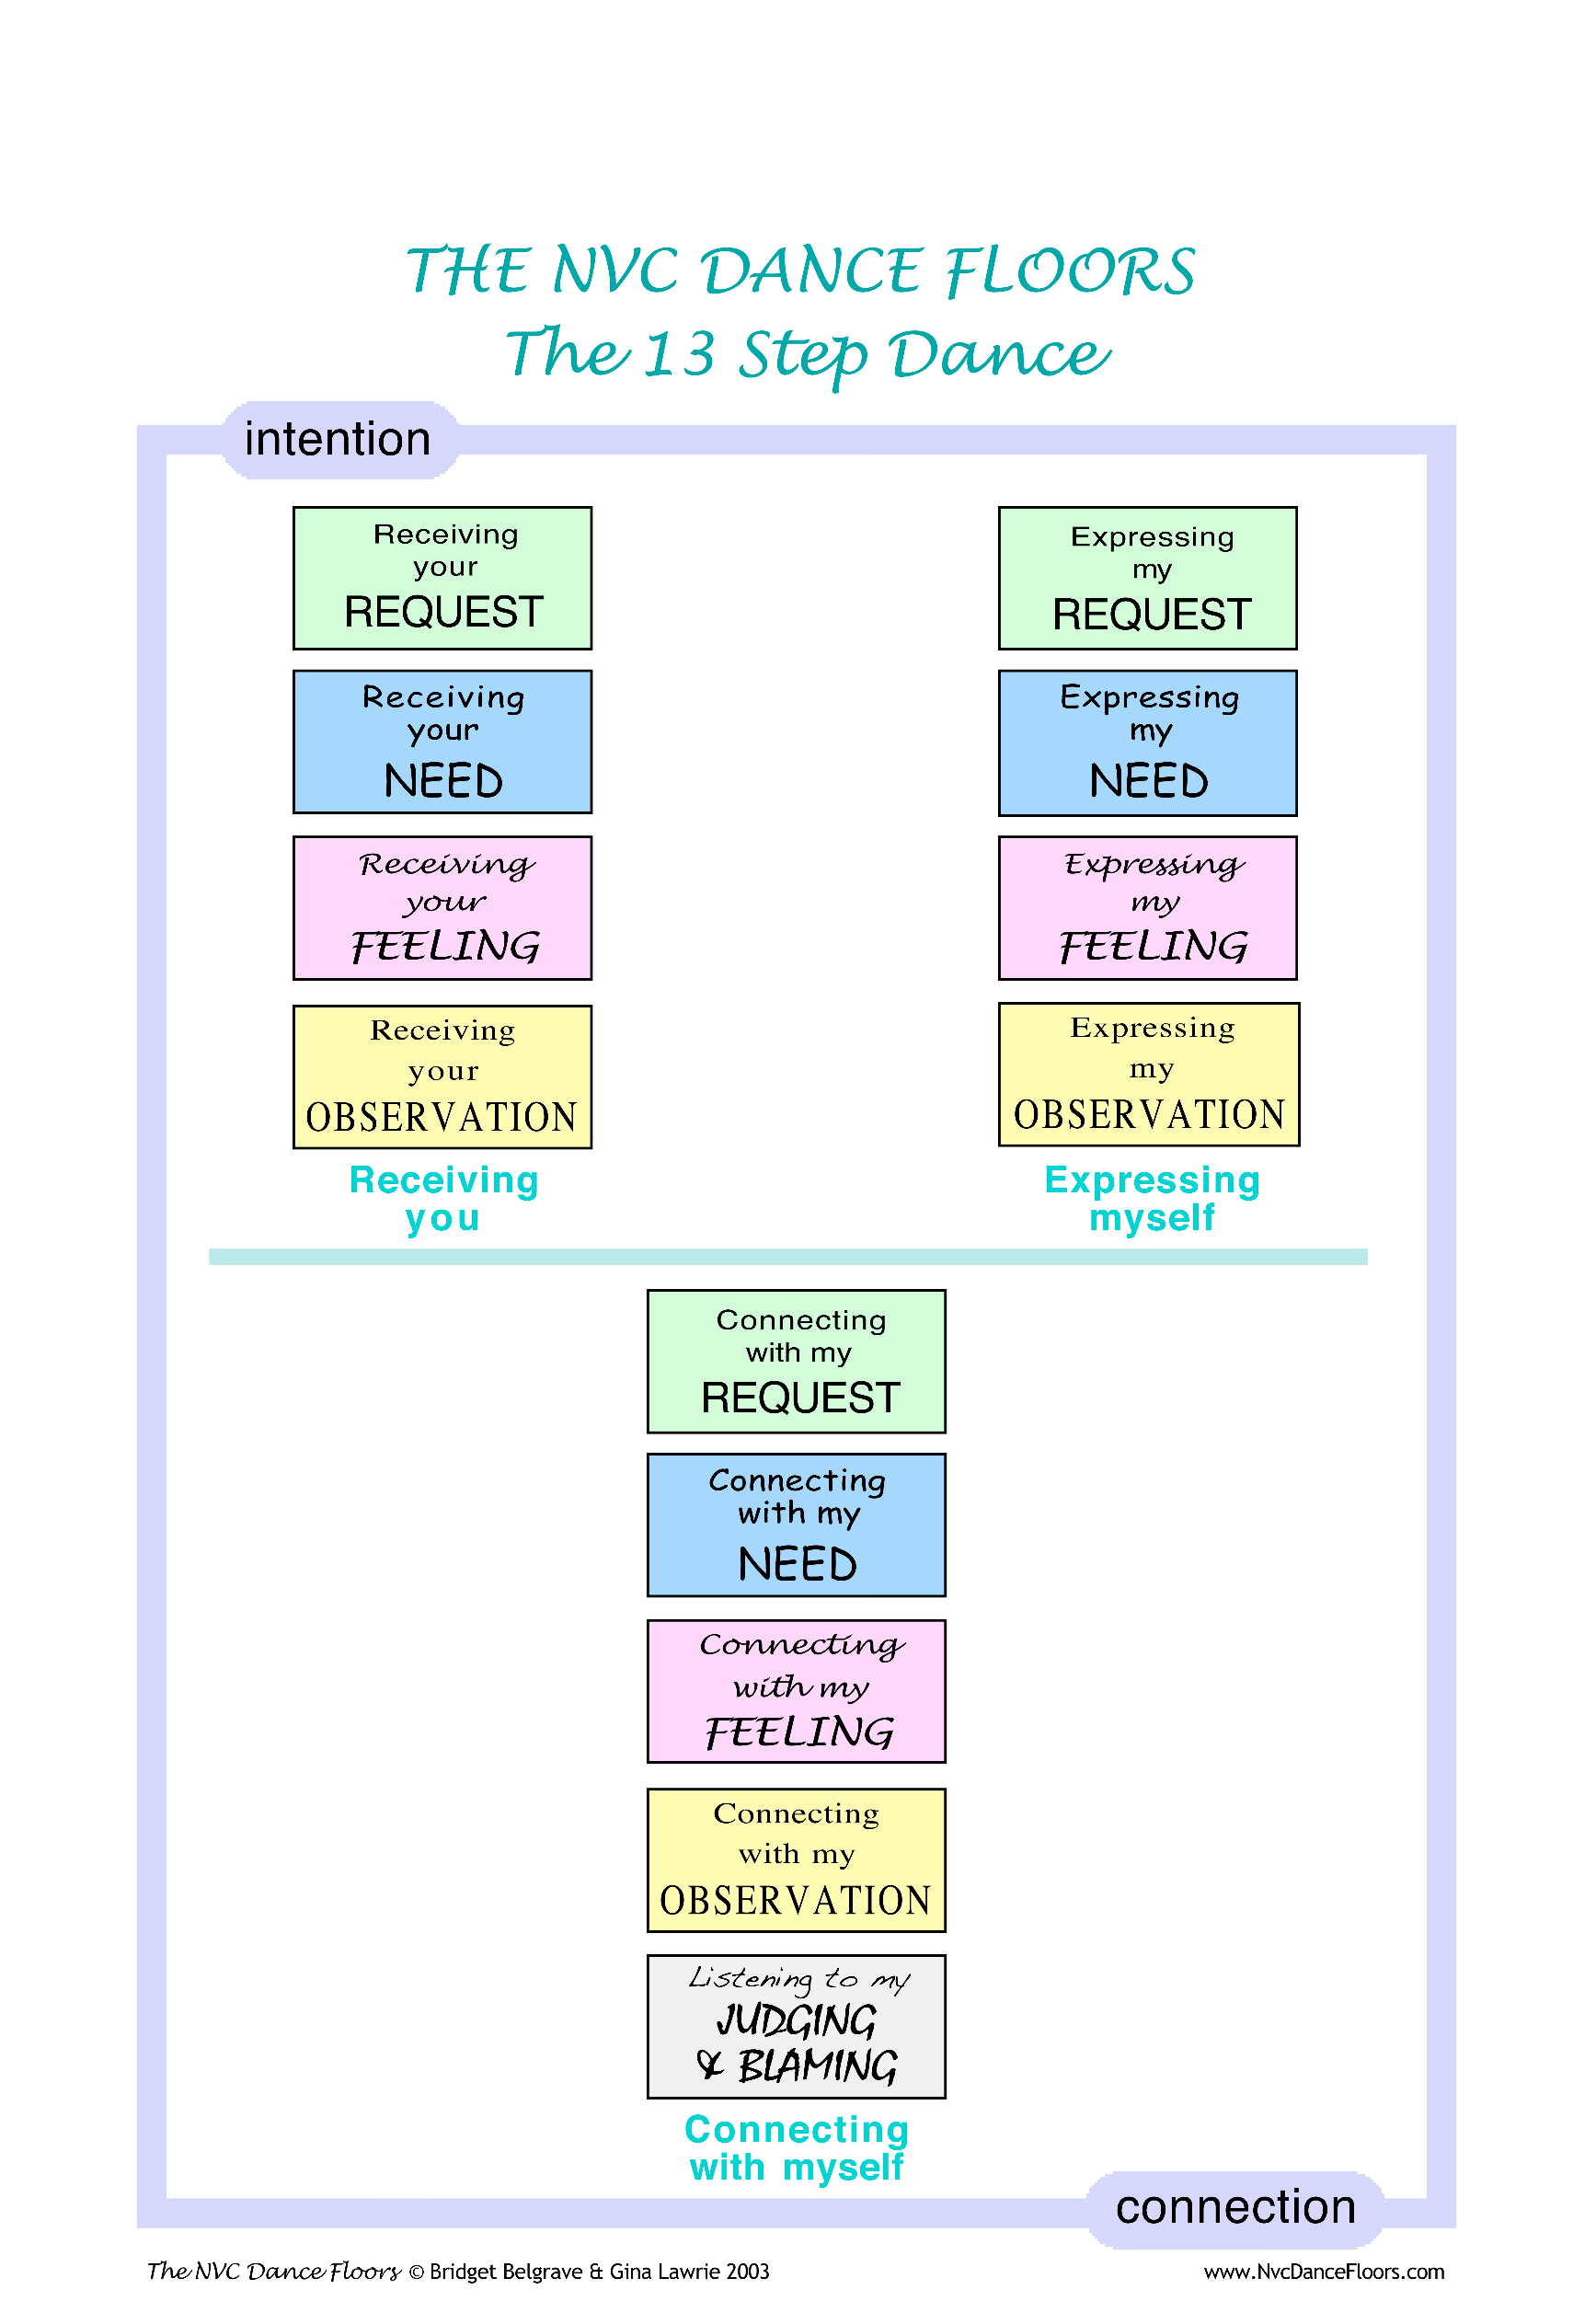 THE NVC DANCE FLOORS
The 13 Step Dance
intention
Receiving
your
REQUEST
Receiving
your
NEED
Receiving
your
FEELING
Receiving
your
OBSERVATION
Receiving
you
Expressing
my
REQUEST
Expressing
my
NEED
Expressing
my
FEELING
Expressing
my
OBSERVATION
Expressing
myself
Connecting
with my
REQUEST
Connecting
with my
NEED
Connecting
with my
FEELING
Connecting
with my
OBSERVATION
Listening to my
JUDGING
& BLAMING
Connecting
with myself
connection
The NVC Dance Floors © Bridget Belgrave & Gina Lawrie 2003
www.NvcDanceFloors.com